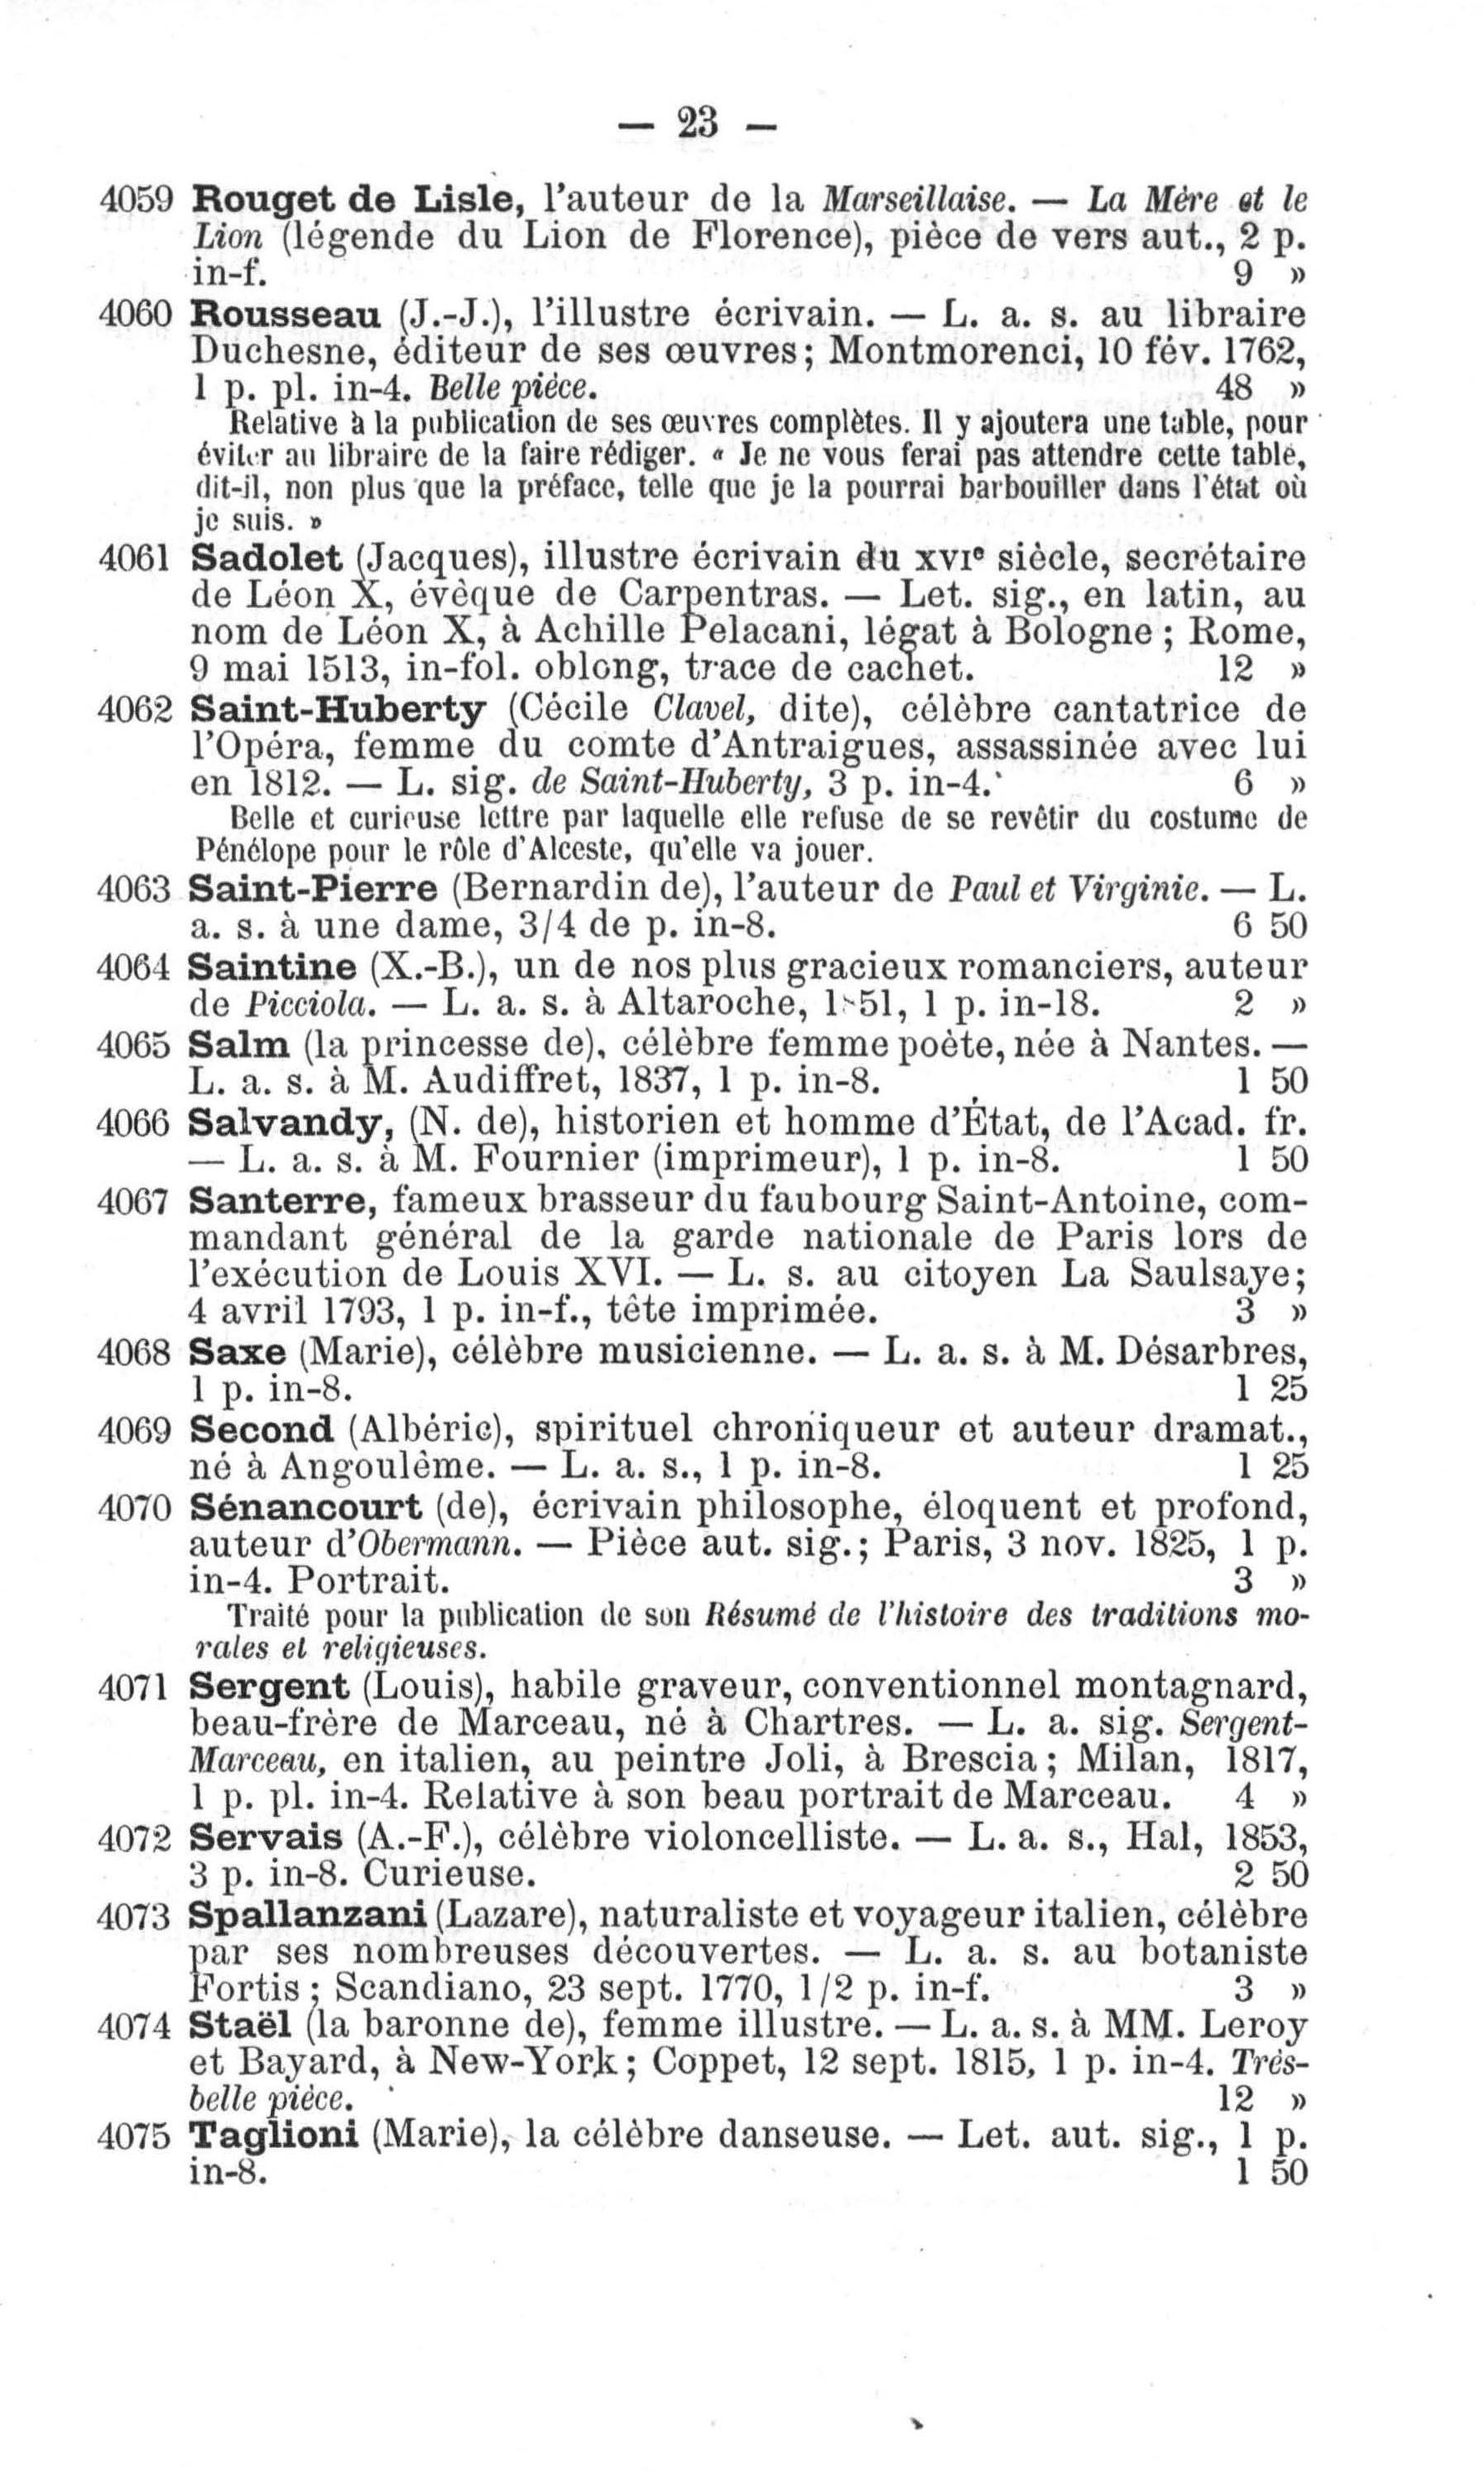 — 23 —
4059 Rouget de Lisle, l'auteur de la Marseillaise. — La Mère et le
Lion (légende du Lion de Florence), pièce de vers aut., 2 p.
in-f. 9 »
4060 Rousseau (J.-J.), l'illustre écrivain. — L. a. s. au libraire
Duchesne, éditeur de ses œuvres; Montmorenci, 10 fév. 1762,
1 p. pl. in-4. Belle pièce. 48 »
Relative à la publication de ses œuvres complètes. Il y ajoutera une table, pour
éviter au libraire de la faire rédiger. « Je ne vous ferai pas attendre cette table,
dit-il, non plus que la préface, telle que je la pourrai barbouiller dans l'état où
je suis. »
4061 Sadolet (Jacques), illustre écrivain du XVIe siècle, secrétaire
de Léon X, évèque de Carpentras. — Let. sig., en latin, au
nom de Léon X, à Achille Pelacani, légat à Bologne; Rome,
9 mai 1513, in-fol. oblong, trace de cachet. 12 »
4062 Saint-Huberty (Cécile Clavel, dite), célèbre cantatrice de
l'Opéra, femme du comte d'Antraigues, assassinée avec lui
en 1812. — L. sig. de Saint-Huberty, 3 p. in-4. 6 »
Belle et curieuse lettre par laquelle elle refuse de se revêtir du costume de
Pénélope pour le rôle d'Alceste, qu'elle va jouer.
4063 Saint-Pierre (Bernardin de), l'auteur de Paul et Virginie. — L.
a. s. à une dame, 3/4 de p. in-8. 6 50
4064 Saintine (X.-B.), un de nos plus gracieux romanciers, auteur
de Picciola. — L. a. s. à Altaroche, 1851, 1 p. in-18. 2 »
4065 Salm (la princesse de), célèbre femme poète, née à Nantes. —
L. a. s. à M. Audiffret, 1837, 1 p. in-8. 1 50
4066 Salvandy, (N. de), historien et homme d'État, de l'Acad. fr.
— L. a. s. à M. Fournier (imprimeur), 1 p. in-8. 1 50
4067 Santerre, fameux brasseur du faubourg Saint-Antoine, com-
mandant général de la garde nationale de Paris lors de
l'exécution de Louis XVI. — L. s. au citoyen La Saulsaye;
4 avril 1793, 1 p. in-f., tête imprimée. 3 »
4068 Saxe (Marie), célèbre musicienne. — L. a. s. à M. Désarbres,
1 p. in-8. 1 25
4069 Second (Albéric), spirituel chroniqueur et auteur dramat.,
né à Angoulême. — L. a. s., 1 p. in-8. 1 25
4070 Sénancourt (de), écrivain philosophe, éloquent et profond,
auteur d'Obermann. — Pièce aut. sig.; Paris, 3 nov. 1825, 1 p.
in-4. Portrait. 3 »
Traité pour la publication de son Résumé de l'histoire des traditions mo-
rales et religieuses.
4071 Sergent (Louis), habile graveur, conventionnel montagnard,
beau-frère de Marceau, né à Chartres. — L. a. sig. Sergent-
Marceau, en italien, au peintre Joli, à Brescia; Milan, 1817,
1 p. pl. in-4. Relative à son beau portrait de Marceau. 4 »
4072 Servais (A.-F.), célèbre violoncelliste. — L. a. s., Hal, 1853,
3 p. in-8. Curieuse. 2 50
4073 Spallanzani (Lazare), naturaliste et voyageur italien, célèbre
par ses nombreuses découvertes. — L. a. s. au botaniste
Fortis; Scandiano, 23 sept. 1770, 1/2 p. in-f. 3 »
4074 Staël (la baronne de), femme illustre. — L. a. s. à MM. Leroy
et Bayard, à New-York; Coppet, 12 sept. 1815, 1 p. in-4. Très-
belle pièce. 12 »
4075 Taglioni (Marie), la célèbre danseuse. — Let. aut. sig., 1 p.
in-8. 1 50